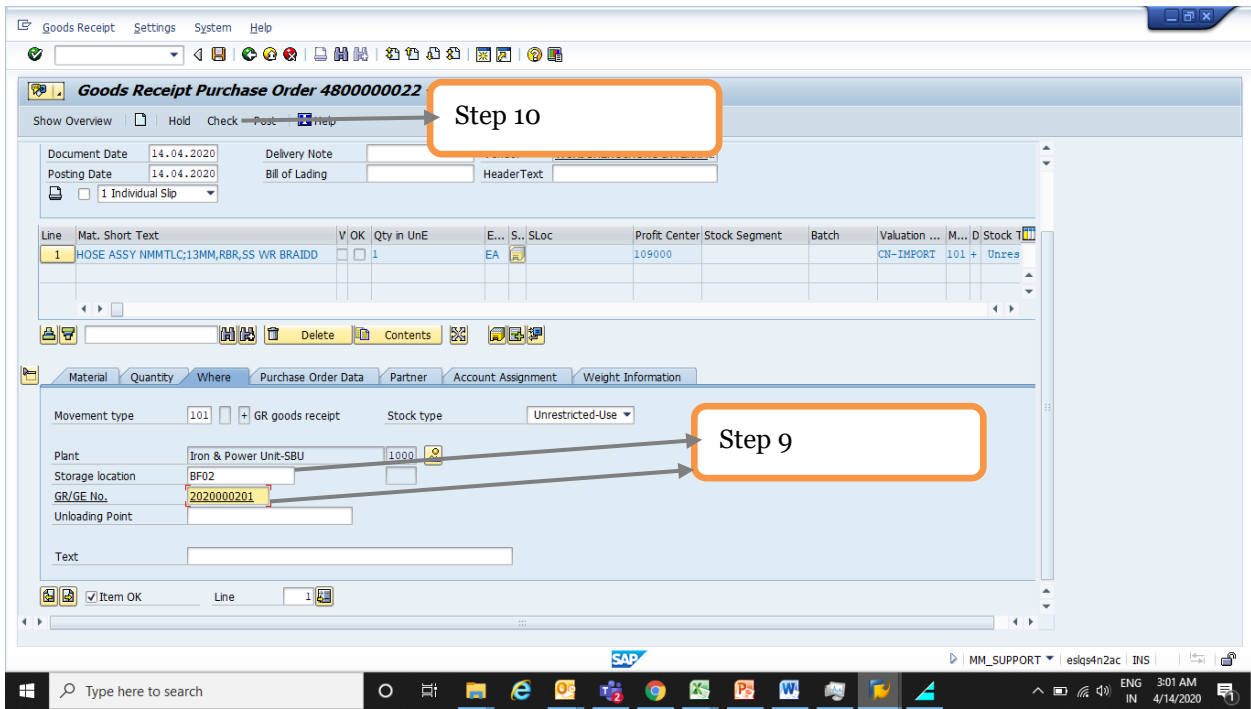 Goods Receipt Settings System Help
Goods Receipt Purchase Order 4800000022
Step 10
Show Overview Hold Check Post Help
Document Date 14.04.2020 Delivery Note
Posting Date 14.04.2020 Bill of Lading HeaderText
1 Individual Slip
Line Mat. Short Text V OK Qty in UnE E... S.. SLoc Profit Center Stock Segment Batch Valuation ... M... D Stock T
1 HOSE ASSY NMMTLC;13MM,RBR,SS WR BRAIDD 1 EA 109000 CN-IMPORT 101 + Unres
Delete Contents
Material Quantity Where Purchase Order Data Partner Account Assignment Weight Information
Movement type 101 + GR goods receipt Stock type Unrestricted-Use
Step 9
Plant Iron & Power Unit-SBU 1000
Storage location BF02
GR/GE No. 2020000201
Unloading Point
Text
Item OK Line 1
SAP MM_SUPPORT eslqs4n2ac INS
Type here to search ENG 3:01 AM
IN 4/14/2020